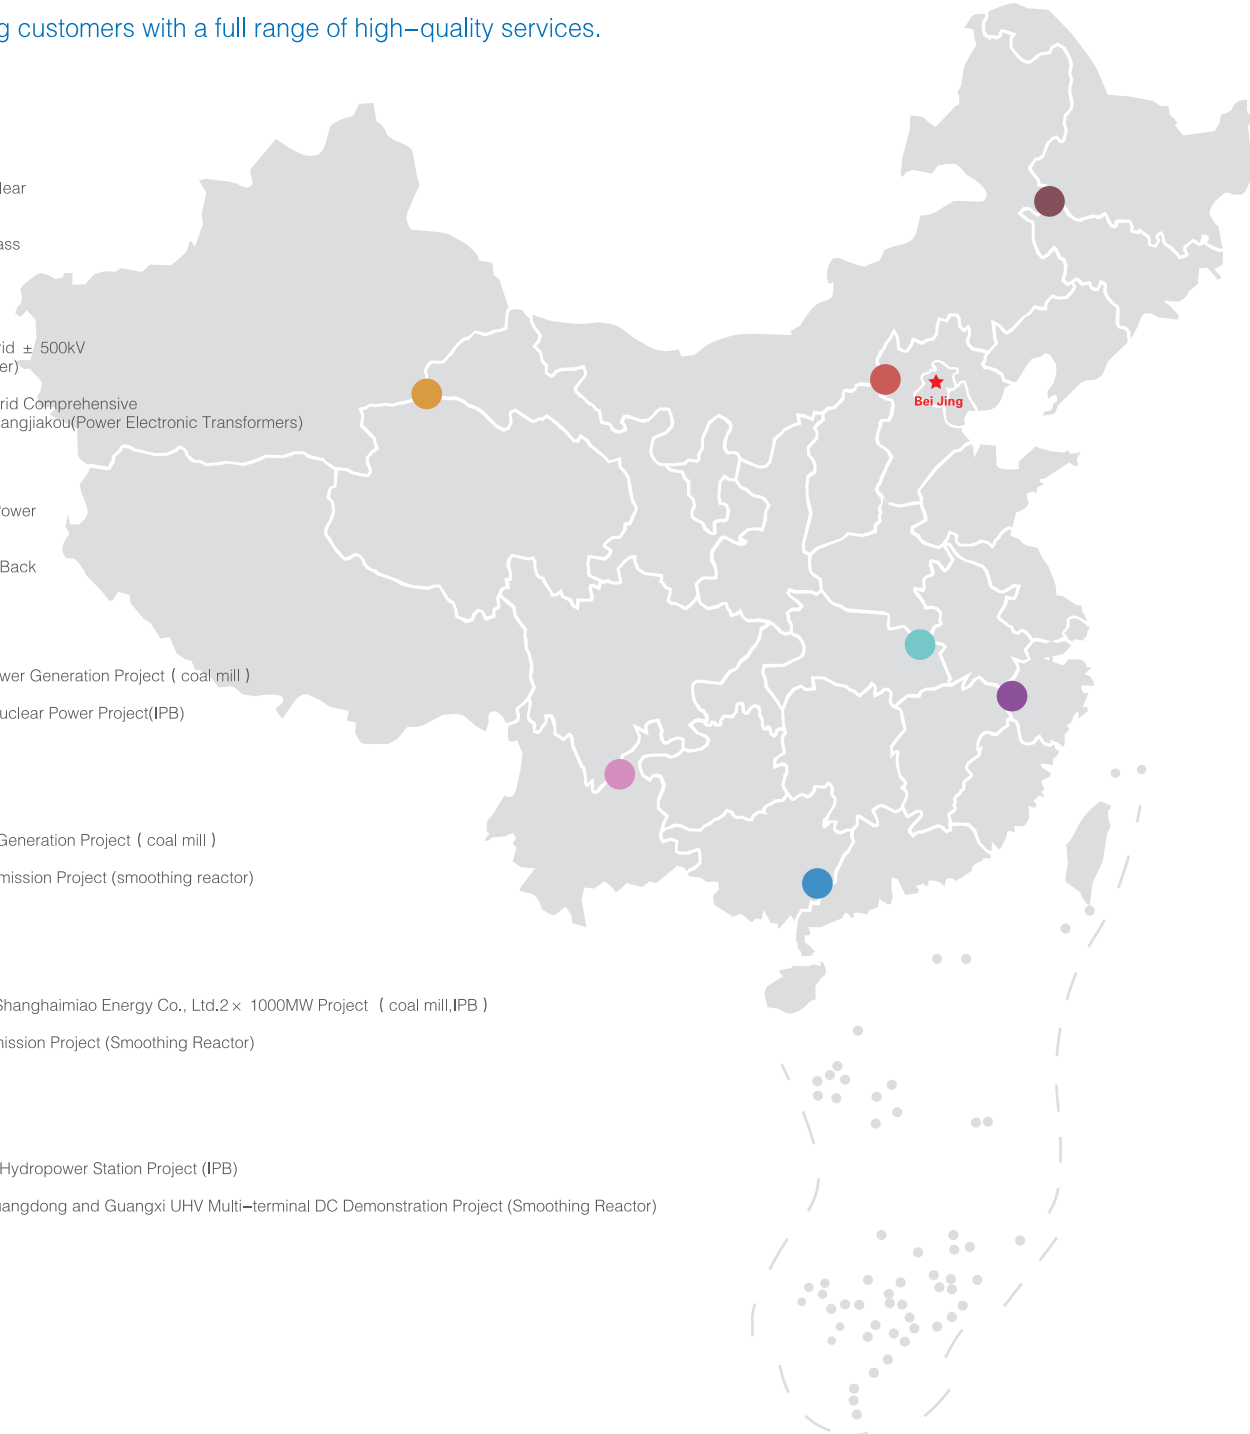 g customers with a full range of high-quality services.
lear
ass
rid ± 500kV
er)
rid Comprehensive
angjiakou(Power Electronic Transformers)
Bei Jing
Power
Back
wer Generation Project ( coal mill )
uclear Power Project(IPB)
Generation Project ( coal mill )
mission Project (smoothing reactor)
Shanghaimiao Energy Co., Ltd.2× 1000MW Project ( coal mill,IPB )
nission Project (Smoothing Reactor)
Hydropower Station Project (IPB)
uangdong and Guangxi UHV Multi-terminal DC Demonstration Project (Smoothing Reactor)